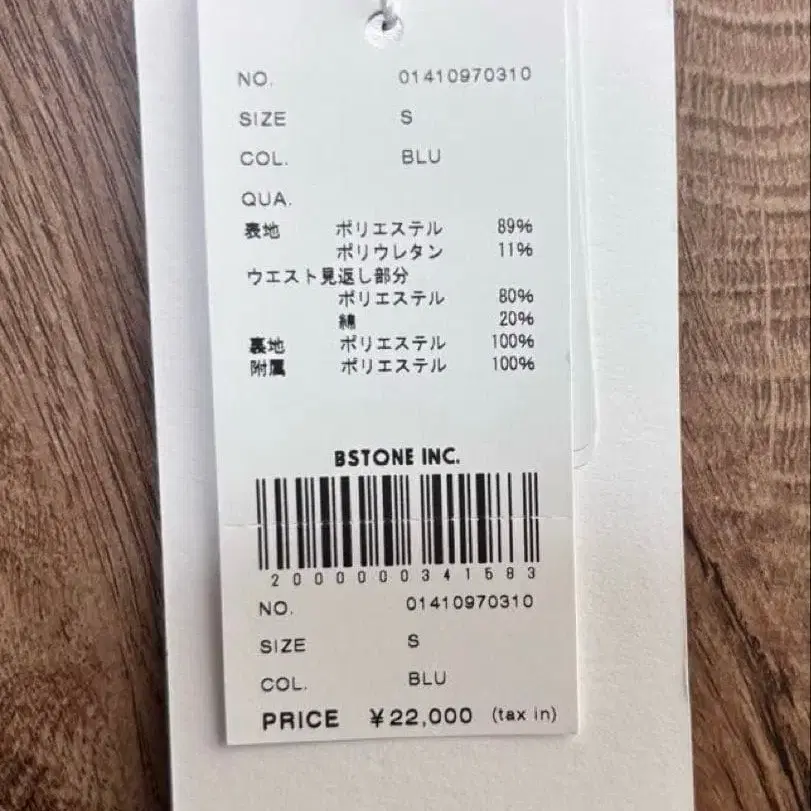 NO. 01410970310
SIZE S
COL. BLU
QUA.
表地 ポリエステル 89%
ポリウレタン 11%
ウエスト見返し部分
ポリエステル 80%
綿 20%
裏地 ポリエステル 100%
附属 ポリエステル 100%
BSTONE INC.
2000000341583
NO. 01410970310
SIZE S
COL. BLU
PRICE ¥22,000 (tax in)